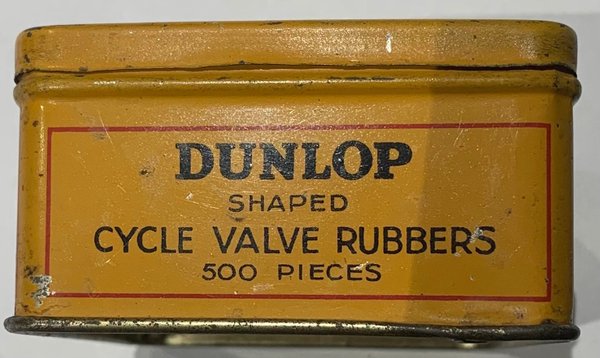 DUNLOP
SHAPED
CYCLE VALVE RUBBERS
500 PIECES